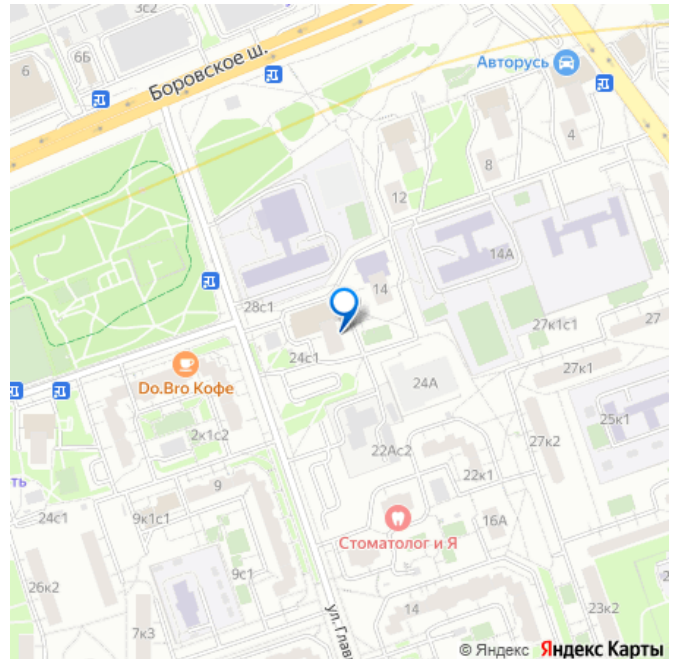 3с2
6Б
6
Боровское ш.
Авторусь
4
8
12
14А
14
28с1
27к1с1
27
24с1
27к1
Do.Bro Кофе
24А
25к1
2к1с2
27к2
22Ас2
22к1
ть
9
24с1
9к1с1
16А
Стоматолог и Я
9с1
26к2
2
ул. Глав
14
23к2
7к3
© Яндекс Яндекс Карты